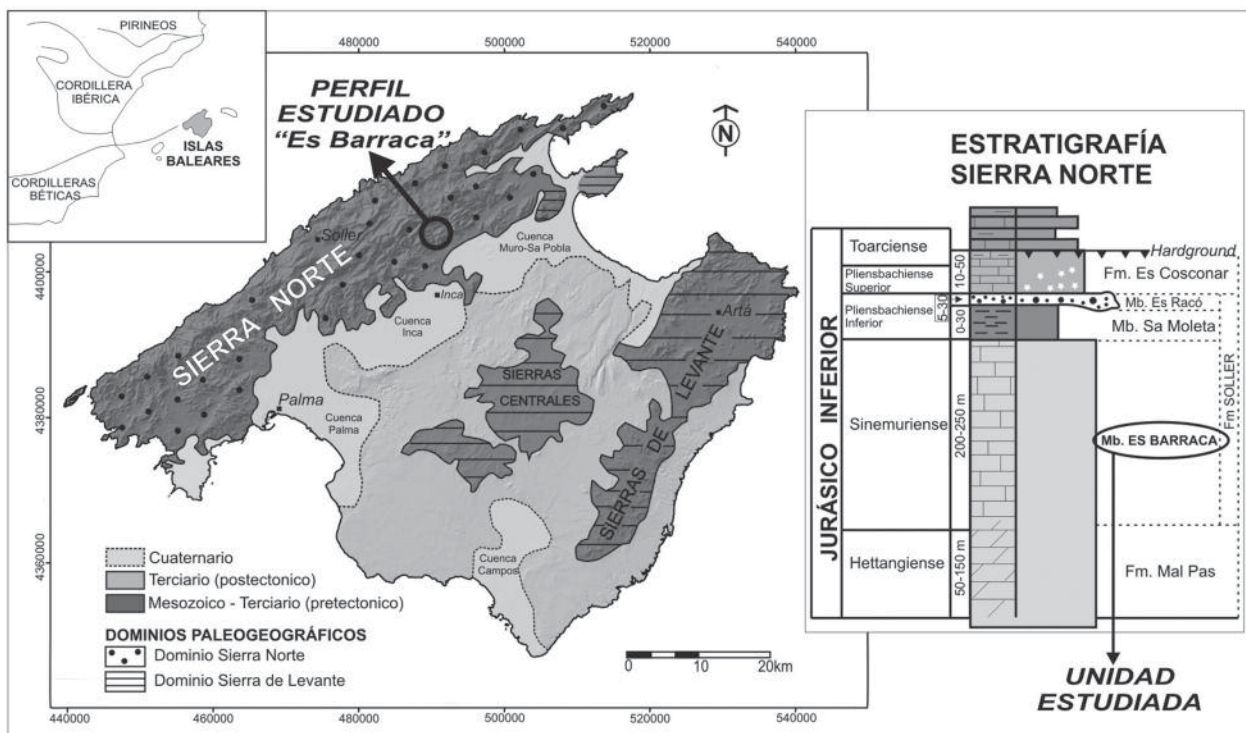 PIRINEOS
CORDILLERA
IBÉRICA
ISLAS
BALEARES
CORDILLERAS
BÉTICAS
480000
500000
520000
540000
PERFIL
ESTUDIADO
“Es Barraca”
N
Soller
SIERRA NORTE
Cuenca
Muro-Sa Pobla
Inca
Cuenca
Inca
Artà
SIERRAS
CENTRALES
SIERRAS DE LEVANTE
Palma
Cuenca
Palma
Cuenca
Campos
4400000
4380000
4360000
Cuaternario
Terciario (postectonico)
Mesozoico - Terciario (pretectonico)
DOMINIOS PALEOGEOGRÁFICOS
Dominio Sierra Norte
Dominio Sierra de Levante
0 10 20km
440000
460000
480000
500000
520000
540000
ESTRATIGRAFÍA
SIERRA NORTE
JURÁSICO INFERIOR
Toarciense
Hardground
Pliensbachiense
Superior
10-50
Fm. Es Cosconar
Pliensbachiense
Inferior
5-30
0-30
Mb. Es Racó
Mb. Sa Moleta
Fm SOLLER
Sinemuriense
200-250 m
Mb. ES BARRACA
Hettangiense
50-150 m
Fm. Mal Pas
UNIDAD
ESTUDIADA